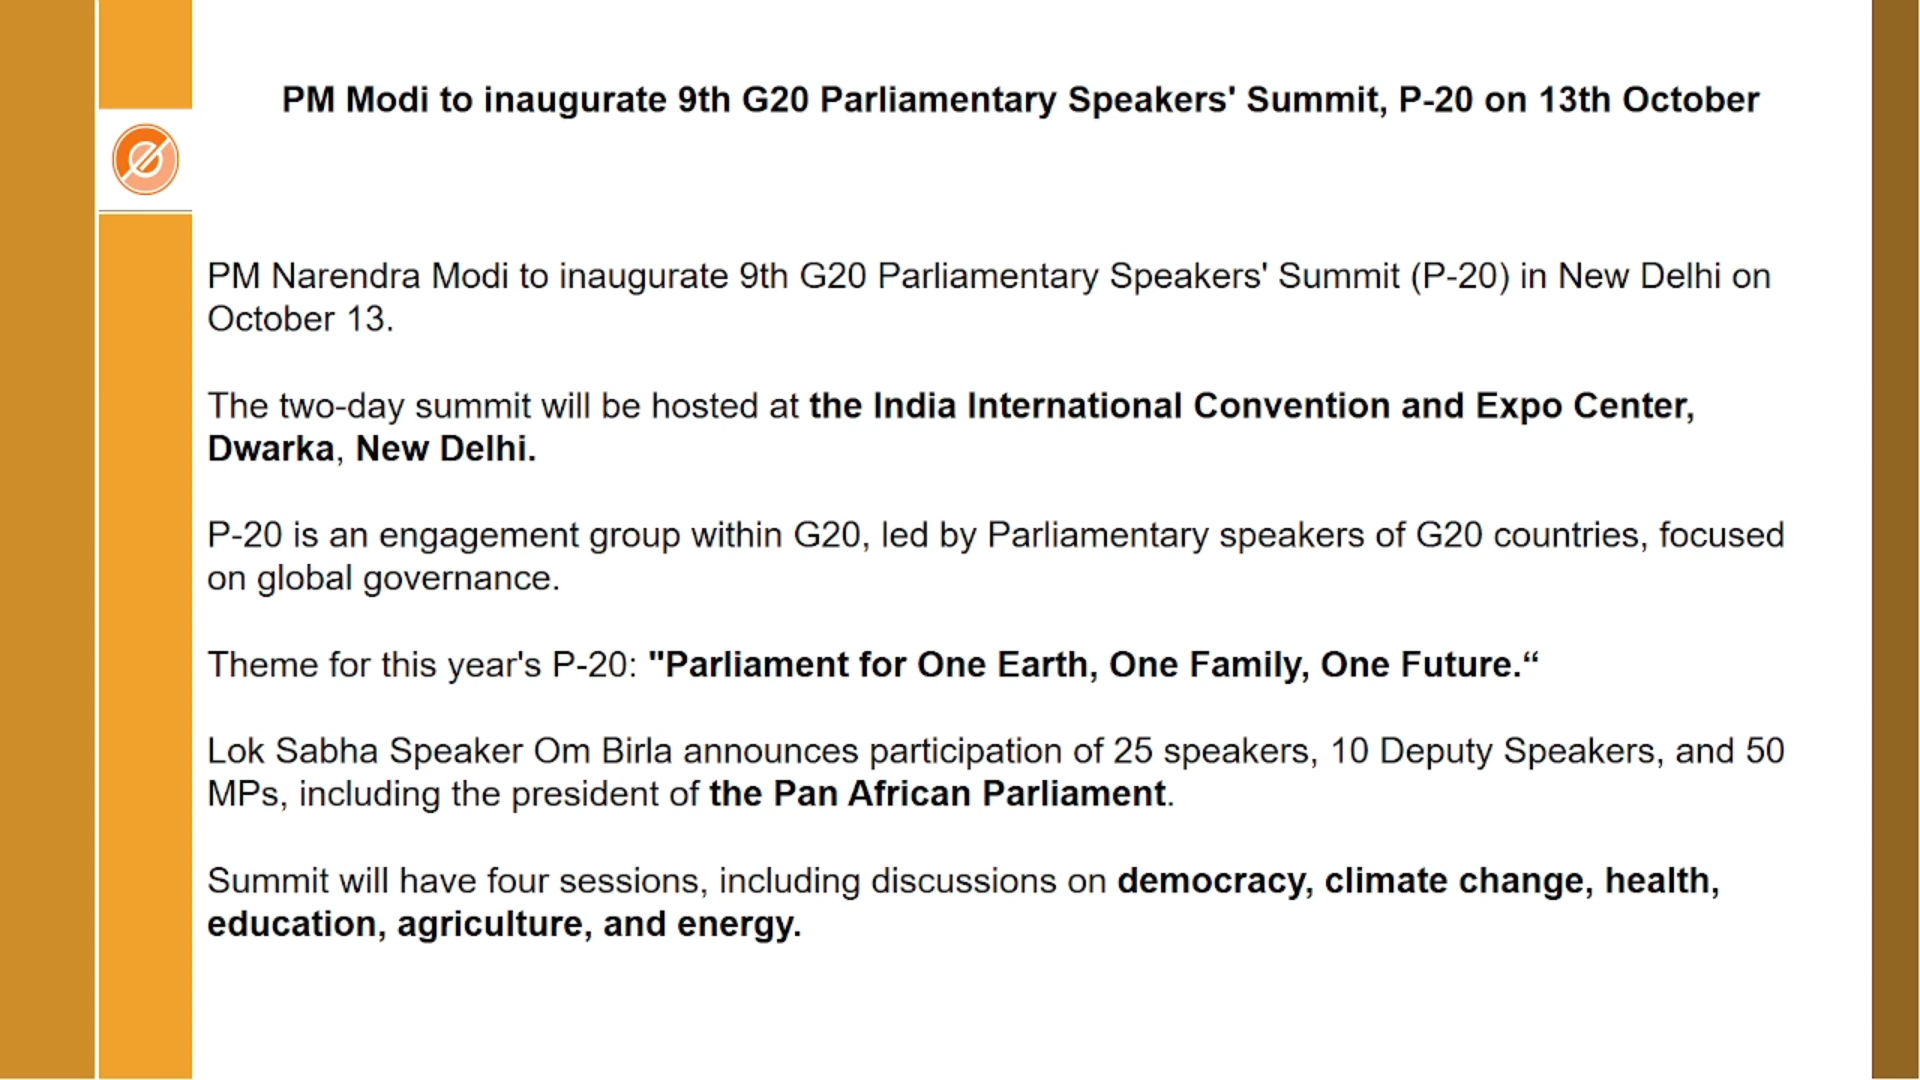 PM Modi to inaugurate 9th G20 Parliamentary Speakers' Summit, P-20 on 13th October
PM Narendra Modi to inaugurate 9th G20 Parliamentary Speakers' Summit (P-20) in New Delhi on
October 13.
The two-day summit will be hosted at the India International Convention and Expo Center,
Dwarka, New Delhi.
P-20 is an engagement group within G20, led by Parliamentary speakers of G20 countries, focused
on global governance.
Theme for this year's P-20: "Parliament for One Earth, One Family, One Future.“
Lok Sabha Speaker Om Birla announces participation of 25 speakers, 10 Deputy Speakers, and 50
MPs, including the president of the Pan African Parliament.
Summit will have four sessions, including discussions on democracy, climate change, health,
education, agriculture, and energy.